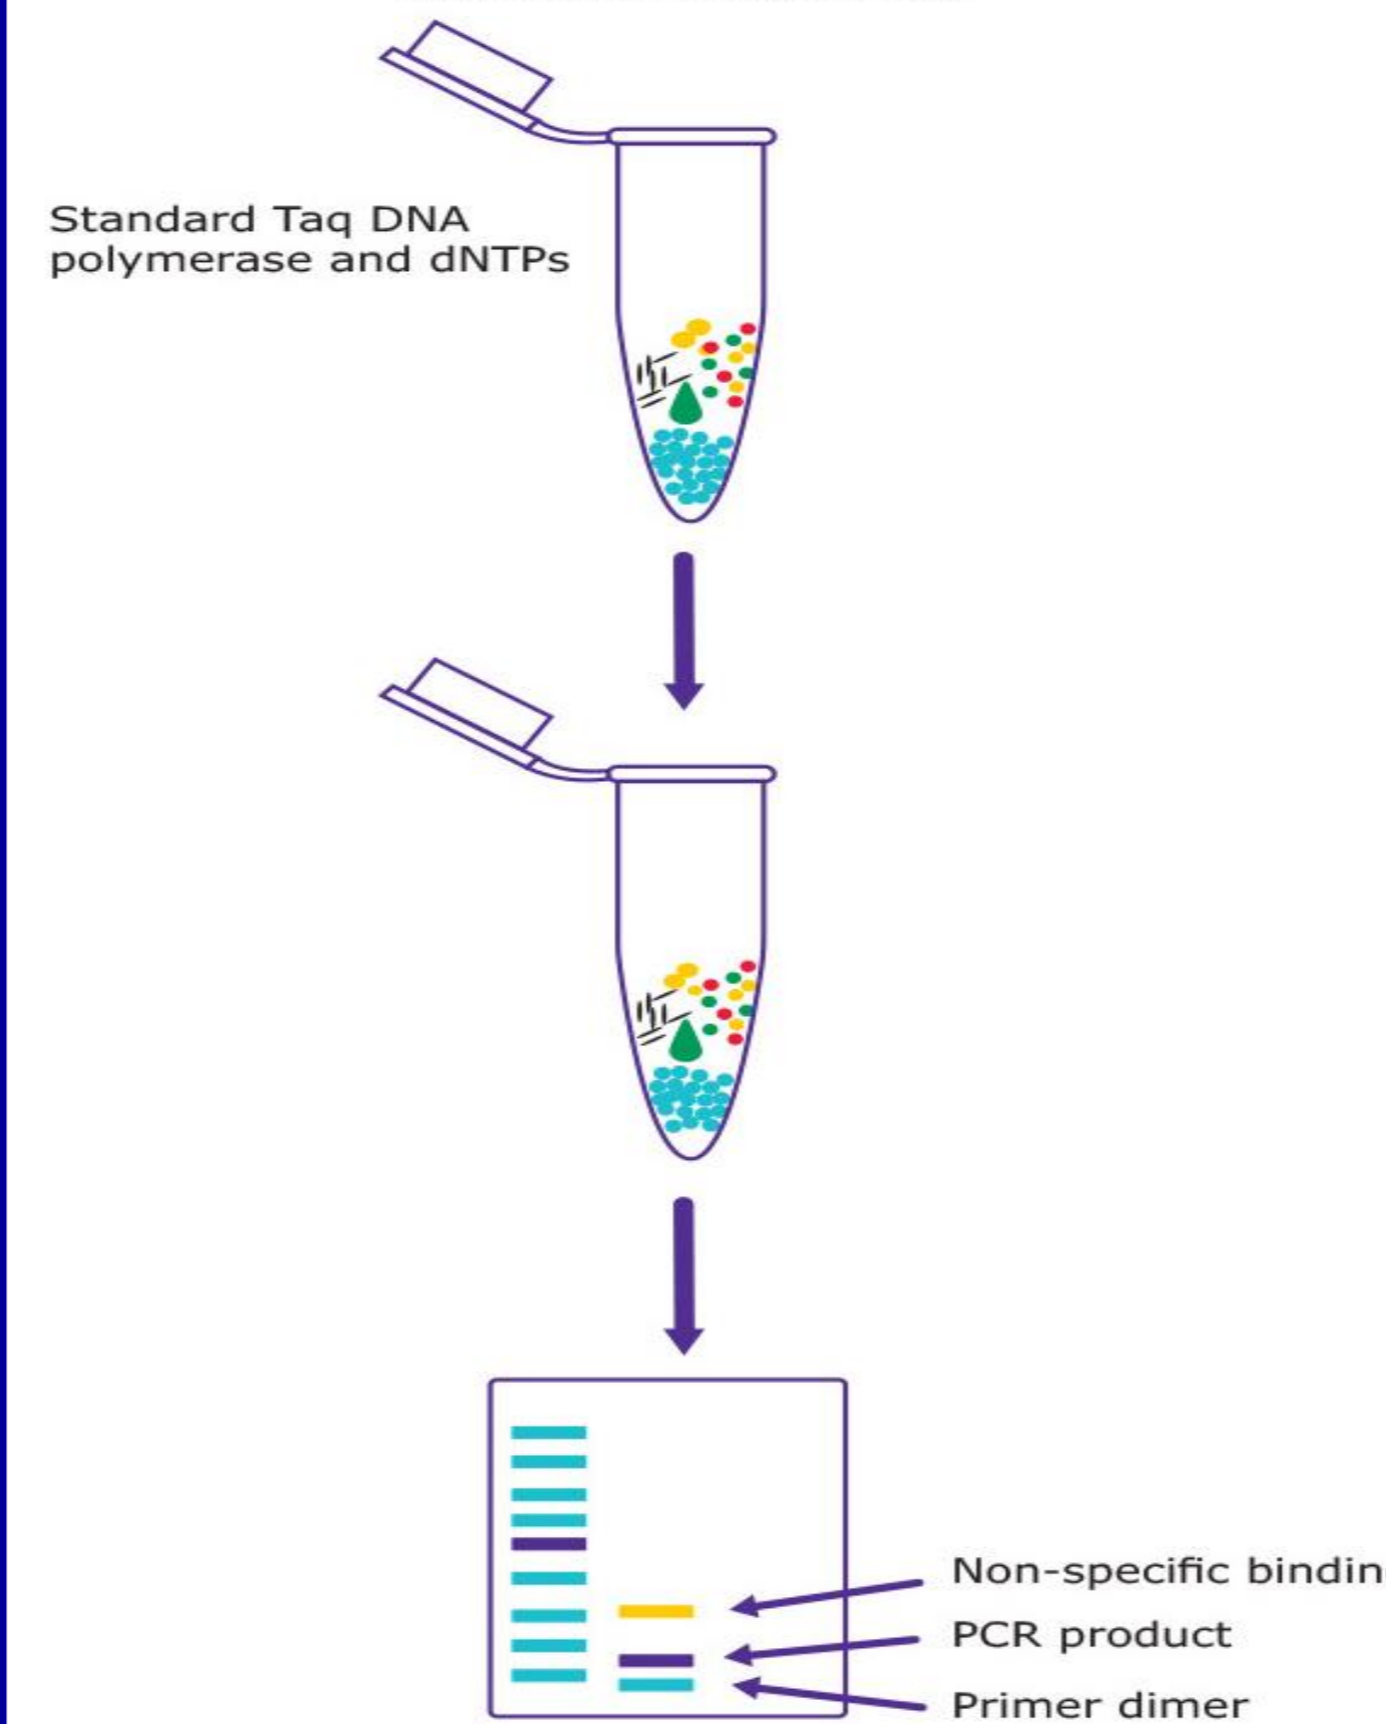 Standard Taq DNA
polymerase and dNTPs
Non-specific bindin
PCR product
Primer dimer